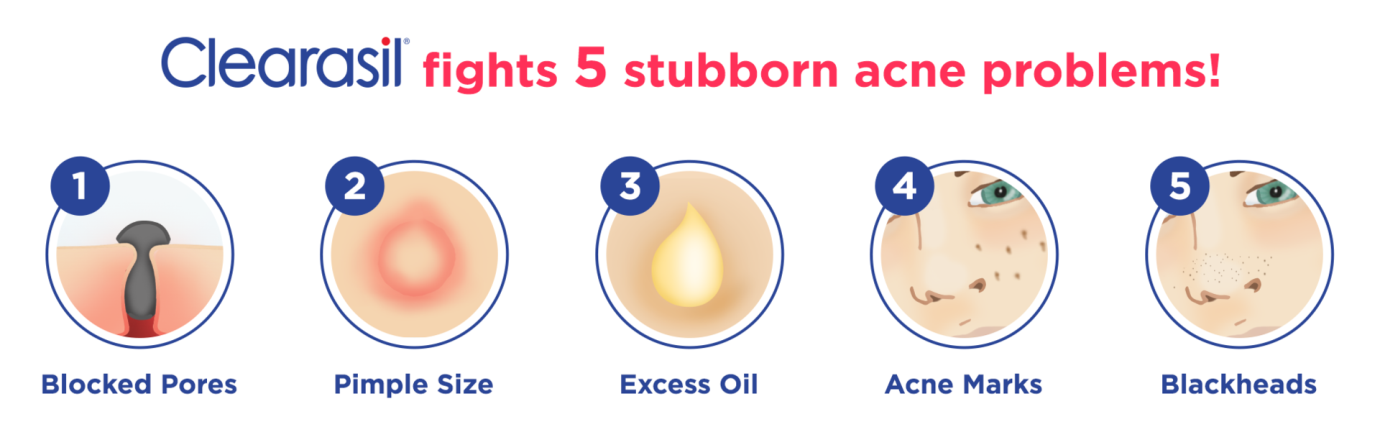 Clearasil® fights 5 stubborn acne problems!
1
2
3
4
5
Blocked Pores
Pimple Size
Excess Oil
Acne Marks
Blackheads